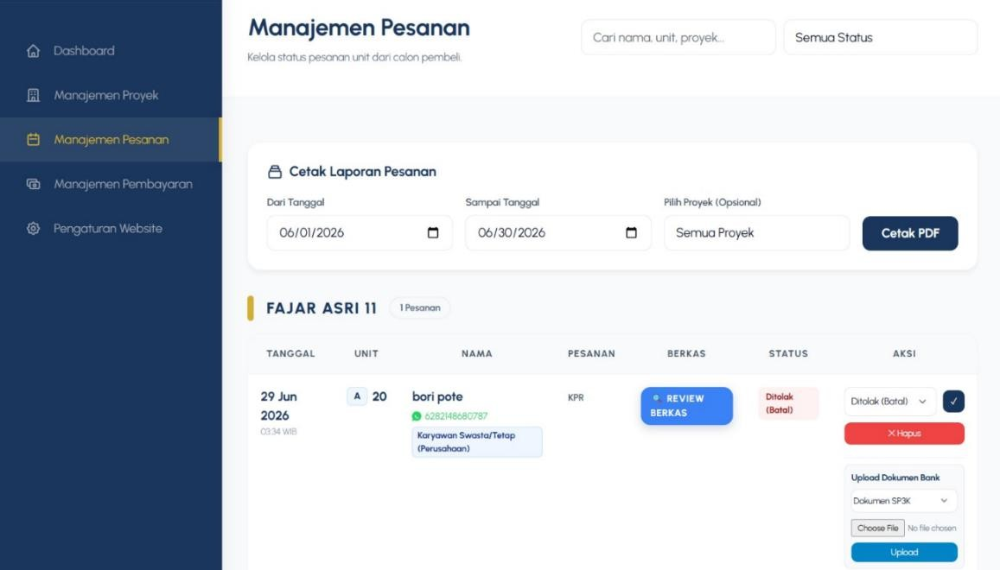 Dashboard
Manajemen Proyek
Manajemen Pesanan
Manajemen Pembayaran
Pengaturan Website
Manajemen Pesanan
Kelola status pesanan unit dari calon pembeli.
Cari nama, unit, proyek...
Semua Status
Cetak Laporan Pesanan
Dari Tanggal
Sampai Tanggal
Pilih Proyek (Opsional)
06/01/2026
06/30/2026
Semua Proyek
Cetak PDF
FAJAR ASRI 11
1 Pesanan
TANGGAL UNIT NAMA PESANAN BERKAS STATUS AKSI
29 Jun
2026
03:34 WIB
A 20
bori pote
6282148680787
Karyawan Swasta/Tetap
(Perusahaan)
KPR
REVIEW
BERKAS
Ditolak
(Batal)
Ditolak (Batal)
Hapus
Upload Dokumen Bank
Dokumen SP3K
Choose File No file chosen
Upload